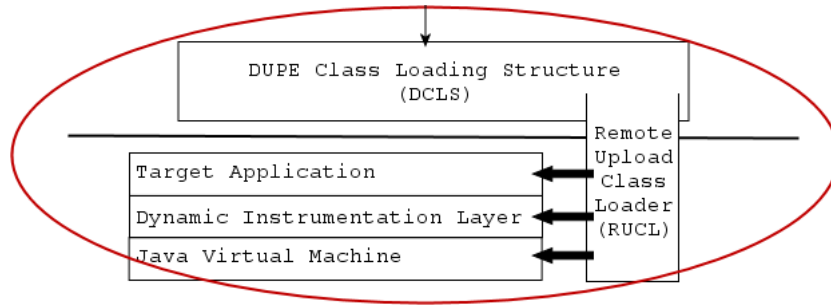 DUPE Class Loading Structure
(DCLS)
Remote
Upload
Class
Loader
(RUCL)
Target Application
Dynamic Instrumentation Layer
Java Virtual Machine